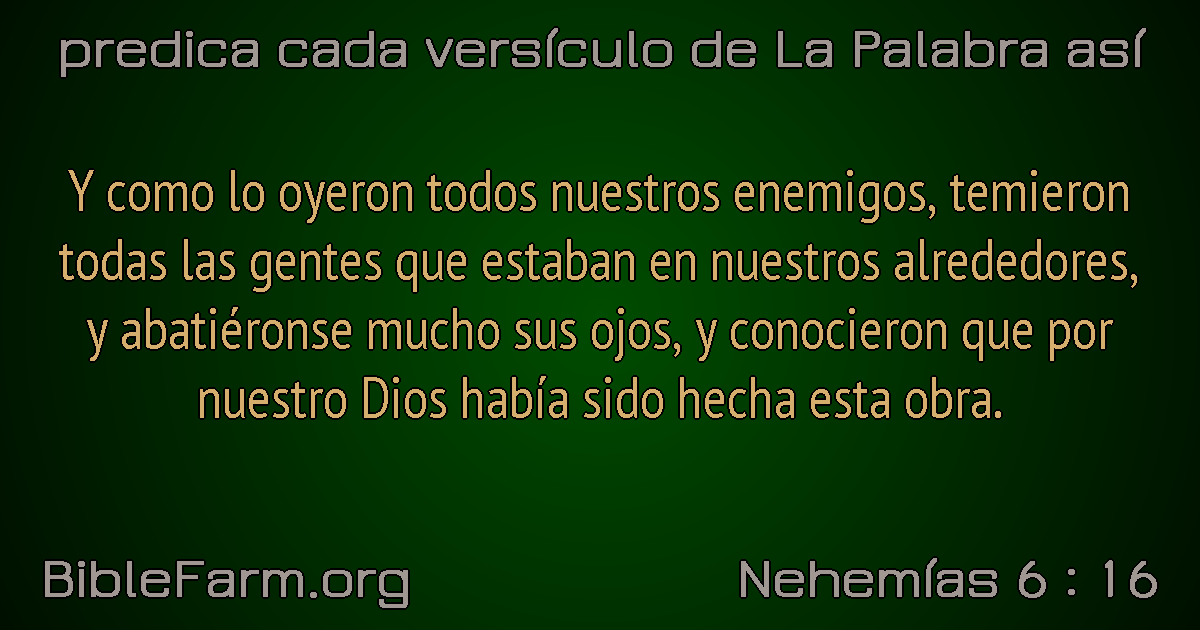 predica cada versículo de La Palabra así
Y como lo oyeron todos nuestros enemigos, temieron
todas las gentes que estaban en nuestros alrededores,
y abatiéronse mucho sus ojos, y conocieron que por
nuestro Dios había sido hecha esta obra.
BibleFarm.org
Nehemías 6 : 16